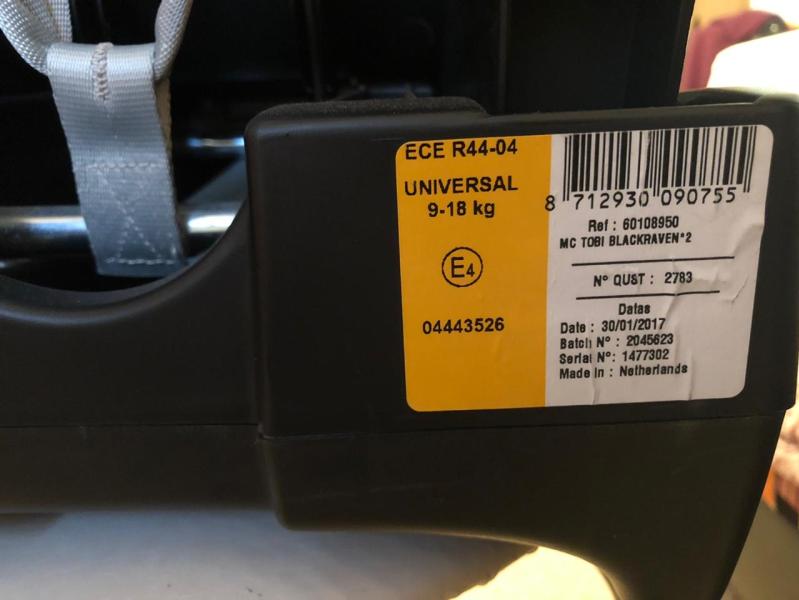 ECE R44-04
UNIVERSAL
9-18 kg
E4
04443526
8 712930 090755
Ref : 60108950
MC TOBI BLACKRAVEN*2
N° QUST : 2783
Datas
Date : 30/01/2017
Batch N° : 2045623
Serial N° : 1477302
Made in : Netherlands